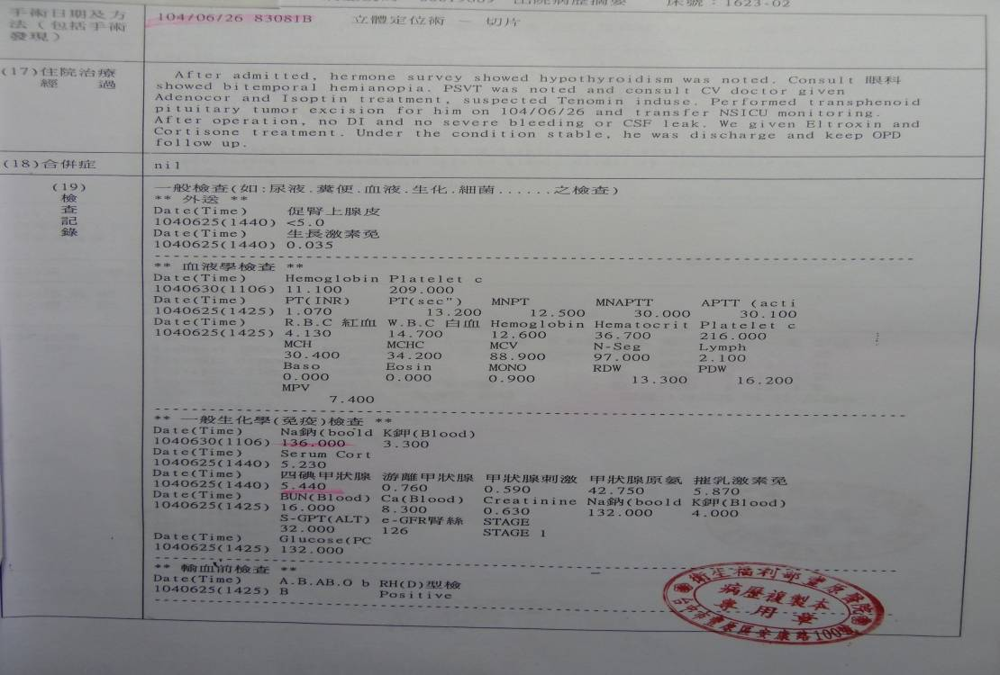 出院病歷摘要 床號：1623-02
手術日期及方
法（包括手術
發現）
104/06/26 83081B 立體定位術 － 切片
(17)住院治療
經 過
After admitted, hermone survey showed hypothyroidism was noted. Consult 眼科
showed bitemporal hemianopia. PSVT was noted and consult CV doctor given
Adenocor and Isoptin treatment, suspected Tenomin induse. Performed transphenoid
pituitary tumor excision for him on 104/06/26 and transfer NSICU monitoring.
After operation, no DI and no severe bleeding or CSF leak. We given Eltroxin and
Cortisone treatment. Under the condition stable, he was discharge and keep OPD
follow up.
(18)合併症
nil
(19)
檢
查
記
錄
一般檢查(如:尿液.糞便.血液.生化.細菌......之檢查)
** 外送 **
Date(Time) 促腎上腺皮
1040625(1440) <5.0
Date(Time) 生長激素免
1040625(1440) 0.035
** 血液學檢查 **
Date(Time) Hemoglobin Platelet c
1040630(1106) 11.100 209.000
Date(Time) PT(INR) PT(sec") MNPT MNAPTT APTT (acti
1040625(1425) 1.070 13.200 12.500 30.000 30.100
Date(Time) R.B.C 紅血 W.B.C 白血 Hemoglobin Hematocrit Platelet c
1040625(1425) 4.130 14.700 12.600 36.700 216.000
MCH MCHC MCV N-Seg Lymph
30.400 34.200 88.900 97.000 2.100
Baso Eosin MONO RDW PDW
0.000 0.000 0.900 13.300 16.200
MPV
7.400
** 一般生化學(免疫)檢查 **
Date(Time) Na鈉(boold K鉀(Blood)
1040630(1106) 136.000 3.300
Date(Time) Serum Cort
1040625(1440) 5.230
Date(Time) 四碘甲狀腺 游離甲狀腺 甲狀腺刺激 甲狀腺原氨 摧乳激素免
1040625(1440) 5.440 0.760 0.590 42.750 5.870
Date(Time) BUN(Blood) Ca(Blood) Creatinine Na鈉(boold K鉀(Blood)
1040625(1425) 16.000 8.300 0.630 132.000 4.000
S-GPT(ALT) e-GFR腎絲 STAGE
32.000 126 STAGE 1
Date(Time) Glucose(PC
1040625(1425) 132.000
** 輸血前檢查 **
Date(Time) A.B.AB.O b RH(D)型檢
1040625(1425) B Positive
衛生福利部豐原醫院
病歷複製本
專用章
台中市豐原區安康路100號